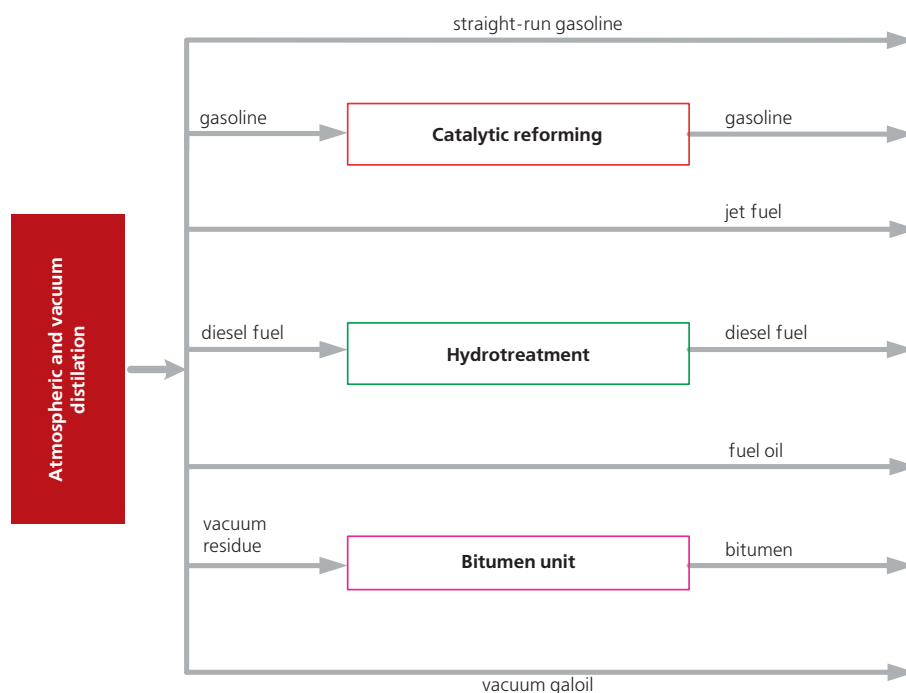 straight-run gasoline
gasoline
Catalytic reforming
gasoline
jet fuel
Atmospheric and vacuum
distilation
diesel fuel
Hydrotreatment
diesel fuel
fuel oil
vacuum
residue
Bitumen unit
bitumen
vacuum galoil